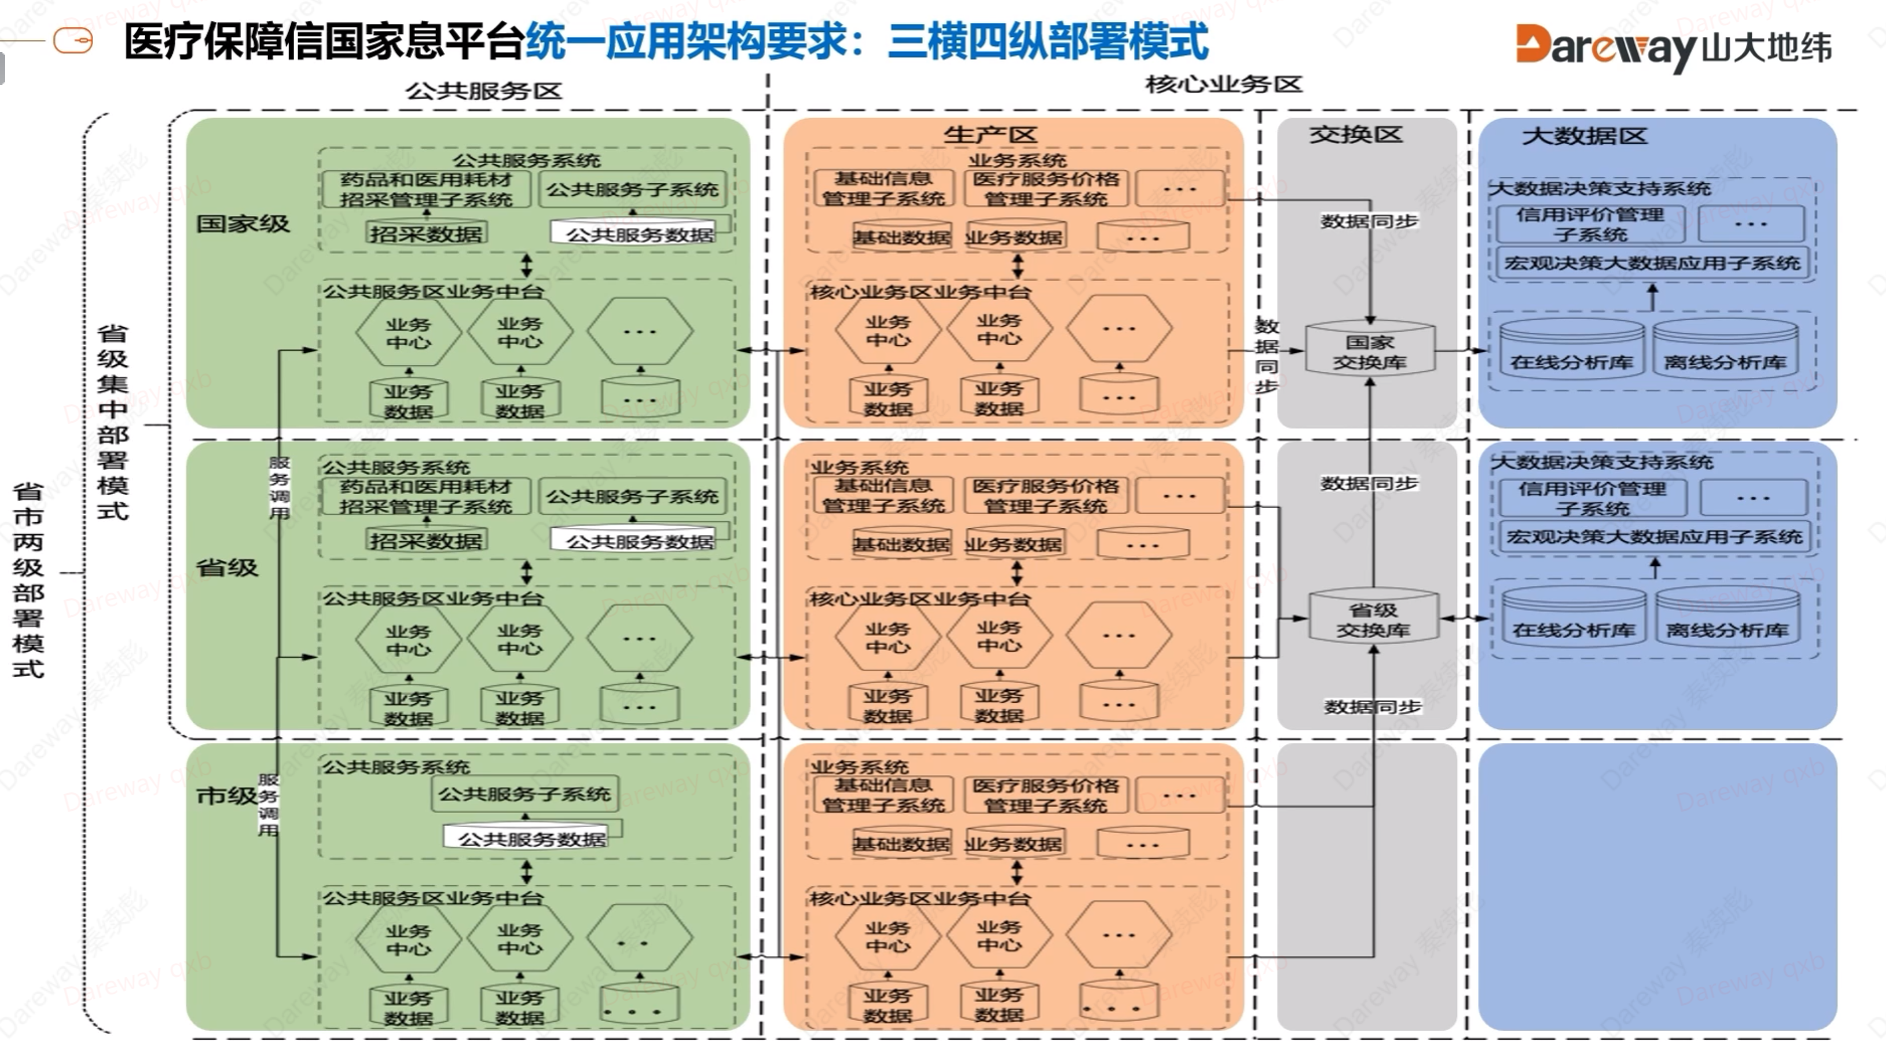 医疗保障信国家息平台统一应用架构要求：三横四纵部署模式
Dareway山大地纬
公共服务区
核心业务区
省市两级部署模式
省级集中部署模式
国家级
公共服务系统
药品和医用耗材
招采管理子系统
公共服务子系统
招采数据
公共服务数据
公共服务区业务中台
业务
中心
业务
中心
...
业务
数据
业务
数据
...
生产区
业务系统
基础信息
管理子系统
医疗服务价格
管理子系统
...
基础数据
业务数据
...
核心业务区业务中台
业务
中心
业务
中心
...
业务
数据
业务
数据
...
交换区
数据同步
数据同步
国家
交换库
大数据区
大数据决策支持系统
信用评价管理
子系统
...
宏观决策大数据应用子系统
在线分析库
离线分析库
服务调用
省级
公共服务系统
药品和医用耗材
招采管理子系统
公共服务子系统
招采数据
公共服务数据
公共服务区业务中台
业务
中心
业务
中心
...
业务
数据
业务
数据
...
业务系统
基础信息
管理子系统
医疗服务价格
管理子系统
...
基础数据
业务数据
...
核心业务区业务中台
业务
中心
业务
中心
...
业务
数据
业务
数据
...
数据同步
省级
交换库
数据同步
大数据决策支持系统
信用评价管理
子系统
...
宏观决策大数据应用子系统
在线分析库
离线分析库
市级
服务调用
公共服务系统
公共服务子系统
公共服务数据
公共服务区业务中台
业务
中心
业务
中心
. .
业务
数据
业务
数据
...
业务系统
基础信息
管理子系统
医疗服务价格
管理子系统
...
基础数据
业务数据
...
核心业务区业务中台
业务
中心
业务
中心
...
业务
数据
业务
数据
...
Dareway qxb
Dareway 秦续彪